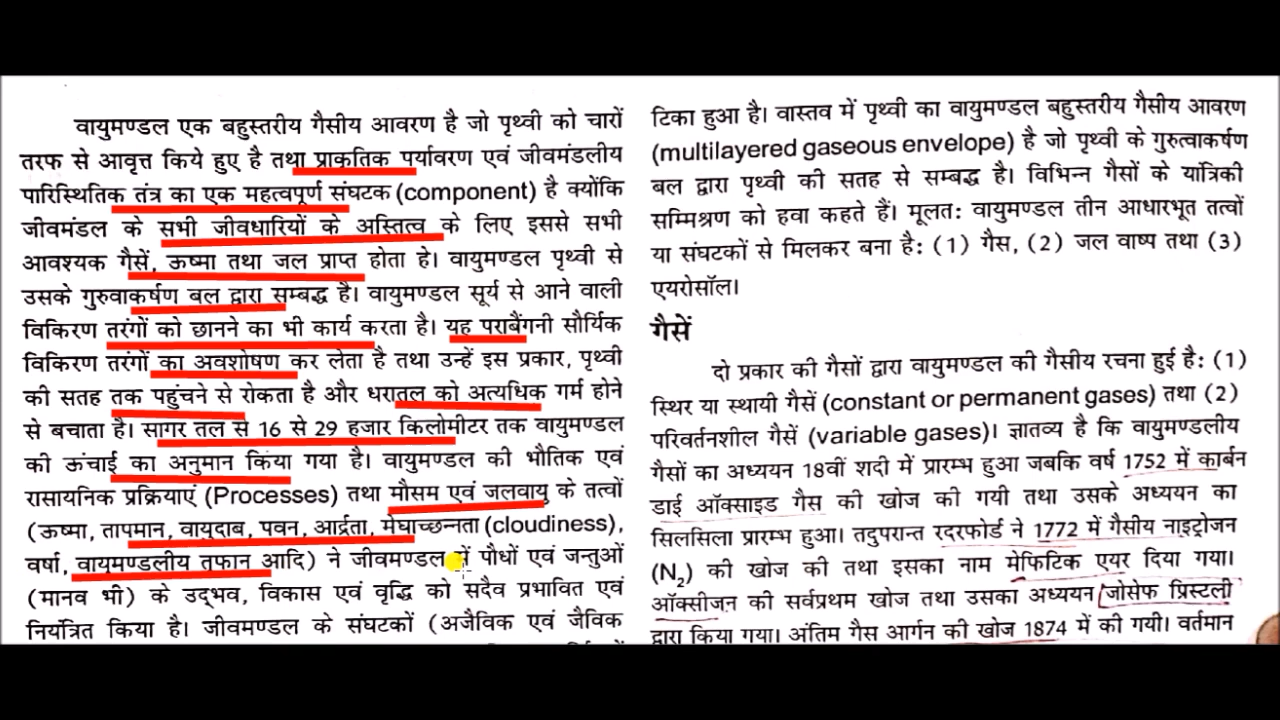 वायुमण्डल एक बहुस्तरीय गैसीय आवरण है जो पृथ्वी को चारों
तरफ से आवृत्त किये हुए है तथा प्राकृतिक पर्यावरण एवं जीवमंडलीय
पारिस्थितिक तंत्र का एक महत्वपूर्ण संघटक (component) है क्योंकि
जीवमंडल के सभी जीवधारियों के अस्तित्व के लिए इससे सभी
आवश्यक गैसें, ऊष्मा तथा जल प्राप्त होता है। वायुमण्डल पृथ्वी से
उसके गुरुवाकर्षण बल द्वारा सम्बद्ध है। वायुमण्डल सूर्य से आने वाली
विकिरण तरंगों को छानने का भी कार्य करता है। यह पराबैंगनी सौर्यिक
विकिरण तरंगों का अवशोषण कर लेता है तथा उन्हें इस प्रकार, पृथ्वी
की सतह तक पहुंचने से रोकता है और धरातल को अत्यधिक गर्म होने
से बचाता है। सागर तल से 16 से 29 हजार किलोमीटर तक वायुमण्डल
की ऊंचाई का अनुमान किया गया है। वायुमण्डल की भौतिक एवं
रासायनिक प्रक्रियाएं (Processes) तथा मौसम एवं जलवायु के तत्वों
(ऊष्मा, तापमान, वायुदाब, पवन, आर्द्रता, मेघाच्छन्नता (cloudiness),
वर्षा, वायुमण्डलीय तूफान आदि) ने जीवमण्डल में पौधों एवं जन्तुओं
(मानव भी) के उद्‌भव, विकास एवं वृद्धि को सदैव प्रभावित एवं
नियंत्रित किया है। जीवमण्डल के संघटकों (अजैविक एवं जैविक
टिका हुआ है। वास्तव में पृथ्वी का वायुमण्डल बहुस्तरीय गैसीय आवरण
(multilayered gaseous envelope) है जो पृथ्वी के गुरुत्वाकर्षण
बल द्वारा पृथ्वी की सतह से सम्बद्ध है। विभिन्न गैसों के यांत्रिकी
सम्मिश्रण को हवा कहते हैं। मूलतः वायुमण्डल तीन आधारभूत तत्वों
या संघटकों से मिलकर बना है: (1) गैस, (2) जल वाष्प तथा (3)
एयरोसॉल।
गैसें
दो प्रकार की गैसों द्वारा वायुमण्डल की गैसीय रचना हुई है: (1)
स्थिर या स्थायी गैसें (constant or permanent gases) तथा (2)
परिवर्तनशील गैसें (variable gases)। ज्ञातव्य है कि वायुमण्डलीय
गैसों का अध्ययन 18वीं शदी में प्रारम्भ हुआ जबकि वर्ष 1752 में कार्बन
डाई ऑक्साइड गैस की खोज की गयी तथा उसके अध्ययन का
सिलसिला प्रारम्भ हुआ। तदुपरान्त रदरफोर्ड ने 1772 में गैसीय नाइट्रोजन
(N₂) की खोज की तथा इसका नाम मेफिटिक एयर दिया गया।
ऑक्सीजन की सर्वप्रथम खोज तथा उसका अध्ययन जोसेफ प्रिस्टली
द्वारा किया गया। अंतिम गैस आर्गन की खोज 1874 में की गयी। वर्तमान